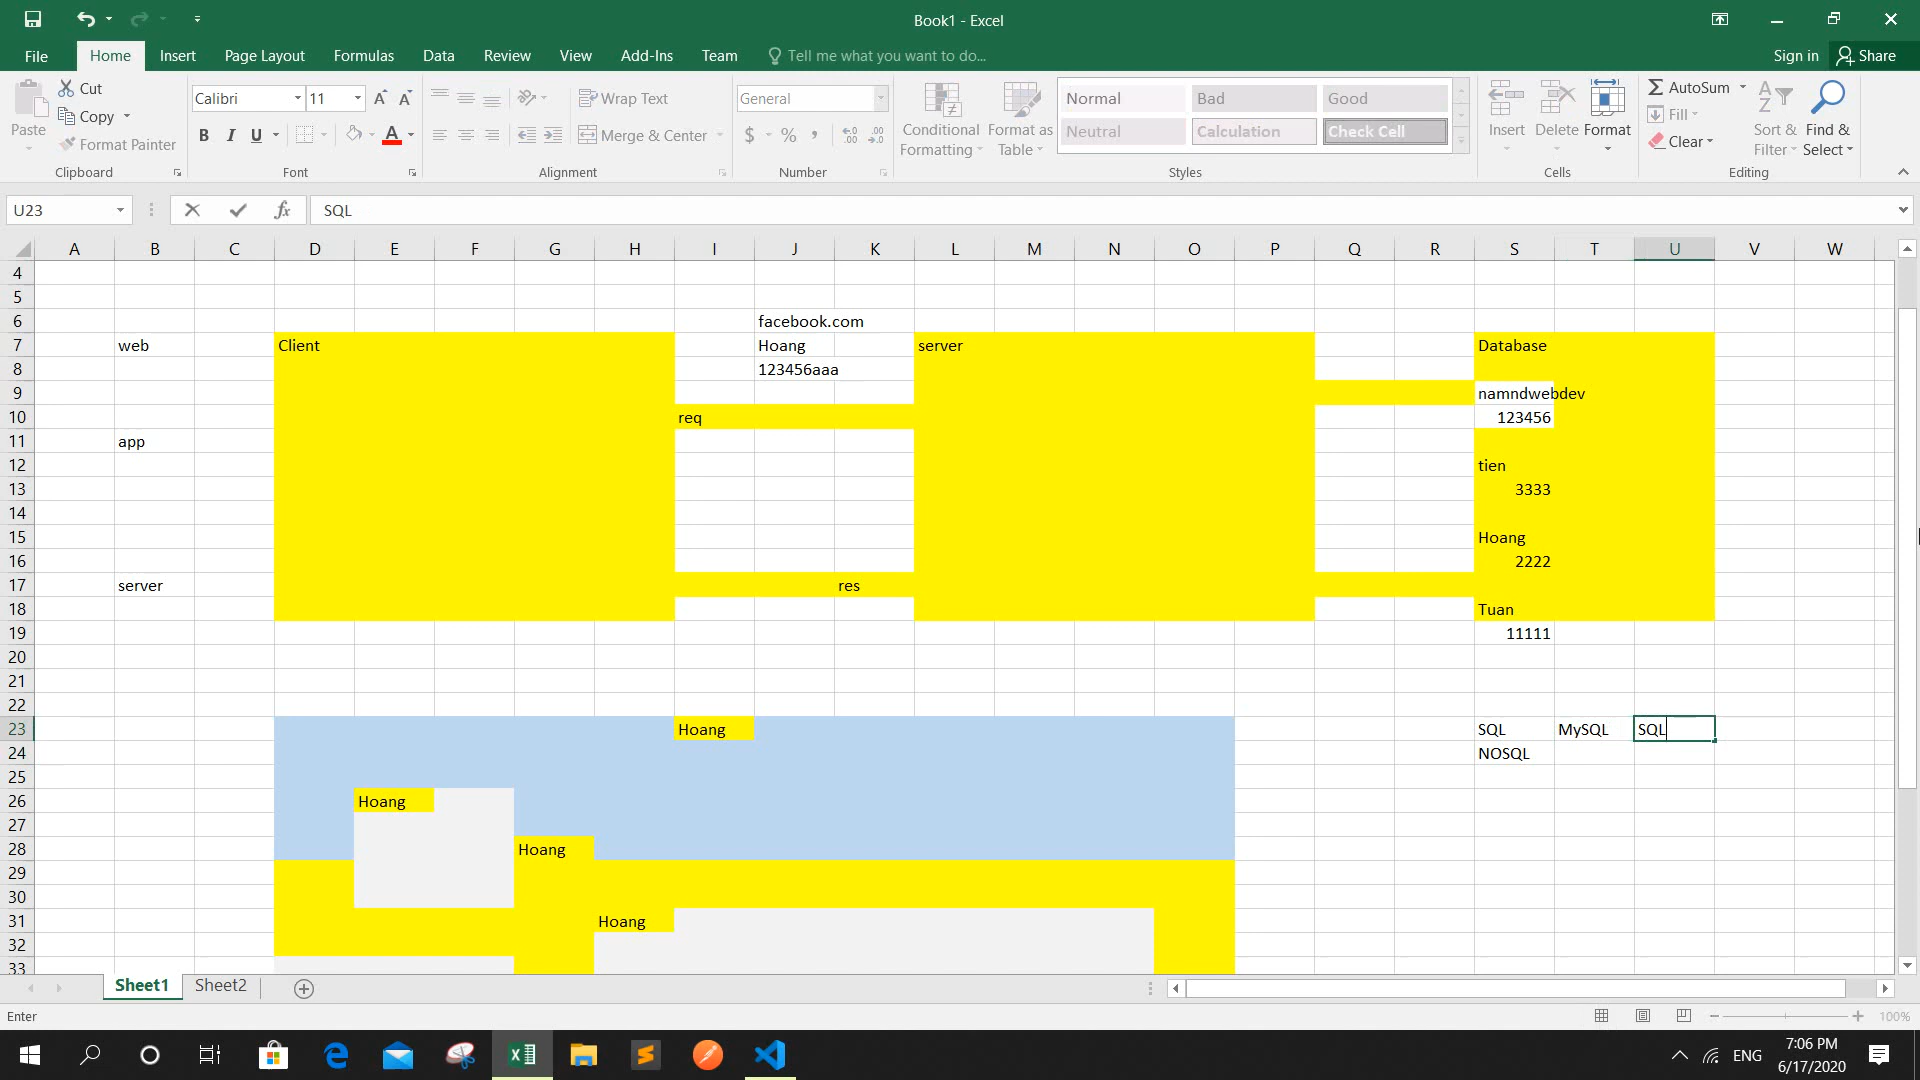 Book1 - Excel
File Home Insert Page Layout Formulas Data Review View Add-Ins Team Tell me what you want to do... Sign in Share
Paste Cut Copy Format Painter Clipboard
Calibri 11 B I U A Font
Wrap Text Merge & Center Alignment
General $ % , Number
Conditional Formatting Format as Table
Normal Bad Good
Neutral Calculation Check Cell
Styles
Insert Delete Format Cells
AutoSum Fill Clear Sort & Filter Find & Select Editing
U23 fx SQL
A B C D E F G H I J K L M N O P Q R S T U V W
4
5
6 facebook.com
7 web Client Hoang server Database
8 123456aaa
9 namndwebdev
10 req 123456
11 app
12 tien
13 3333
14
15 Hoang
16 2222
17 server res
18 Tuan
19 11111
20
21
22
23 Hoang SQL MySQL SQL
24 NOSQL
25
26 Hoang
27
28 Hoang
29
30
31 Hoang
32
33
Sheet1 Sheet2
Enter 100%
ENG 7:06 PM
6/17/2020